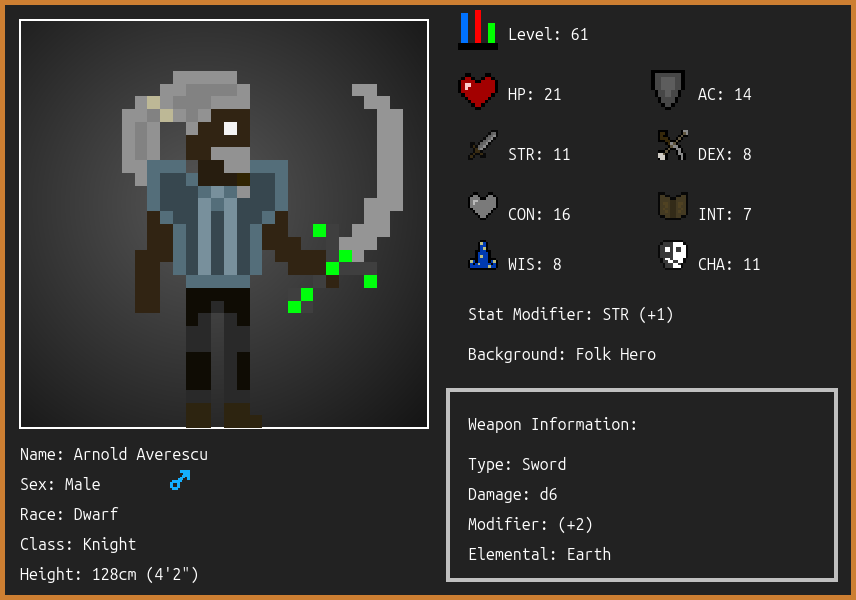 Level: 61
HP: 21
AC: 14
STR: 11
DEX: 8
CON: 16
INT: 7
WIS: 8
CHA: 11
Stat Modifier: STR (+1)
Background: Folk Hero
Weapon Information:
Type: Sword
Damage: d6
Modifier: (+2)
Elemental: Earth
Name: Arnold Averescu
Sex: Male
Race: Dwarf
Class: Knight
Height: 128cm (4'2")